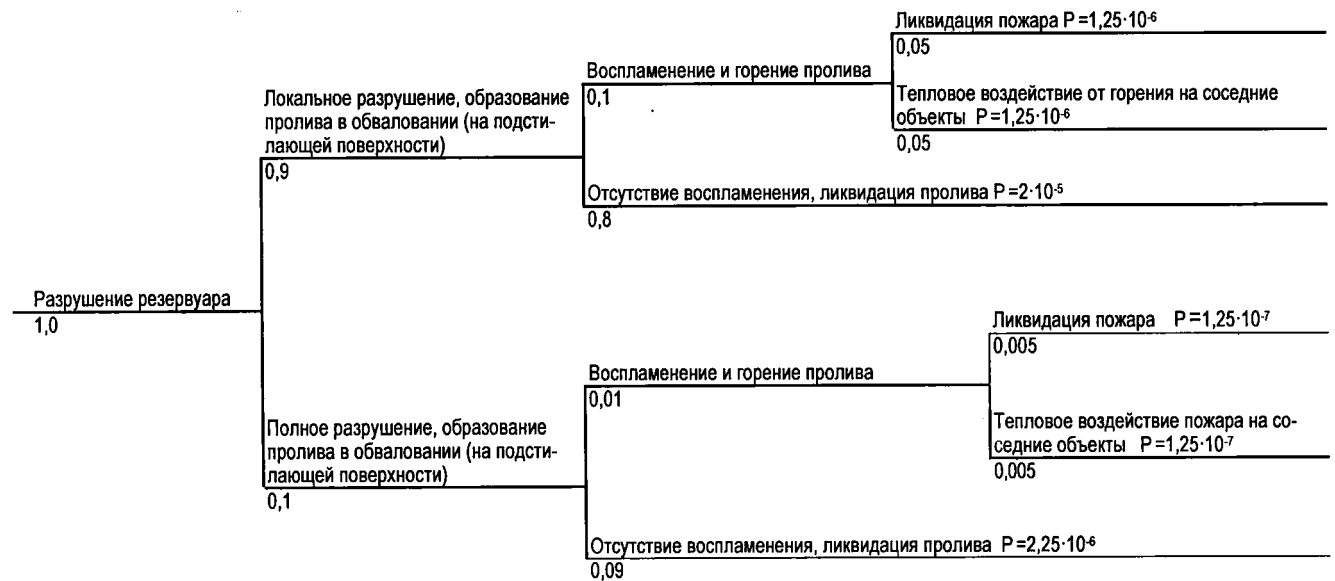 Ликвидация пожара P =1,25·10⁻⁶
0,05
Воспламенение и горение пролива
0,1
Тепловое воздействие от горения на соседние
объекты P =1,25·10⁻⁶
0,05
Локальное разрушение, образование
пролива в обваловании (на подсти-
лающей поверхности)
0,9
Отсутствие воспламенения, ликвидация пролива P =2·10⁻⁵
0,8
Разрушение резервуара
1,0
Ликвидация пожара P =1,25·10⁻⁷
0,005
Воспламенение и горение пролива
0,01
Тепловое воздействие пожара на со-
седние объекты P =1,25·10⁻⁷
0,005
Полное разрушение, образование
пролива в обваловании (на подсти-
лающей поверхности)
0,1
Отсутствие воспламенения, ликвидация пролива P =2,25·10⁻⁶
0,09